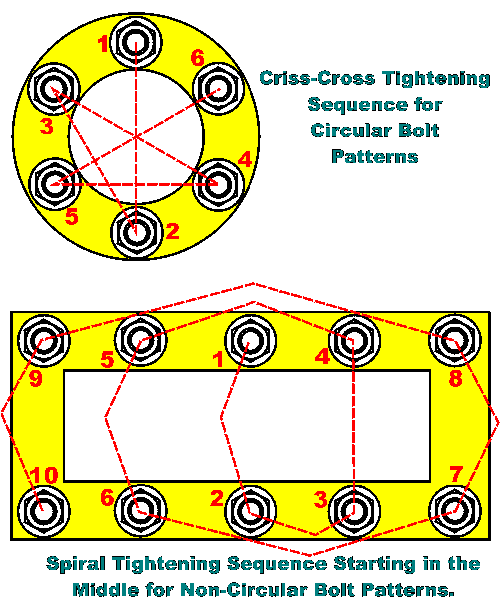 1
6
Criss-Cross Tightening
Sequence for
Circular Bolt
Patterns
3
4
5
2
9
5
1
4
8
10
6
2
3
7
Spiral Tightening Sequence Starting in the
Middle for Non-Circular Bolt Patterns.